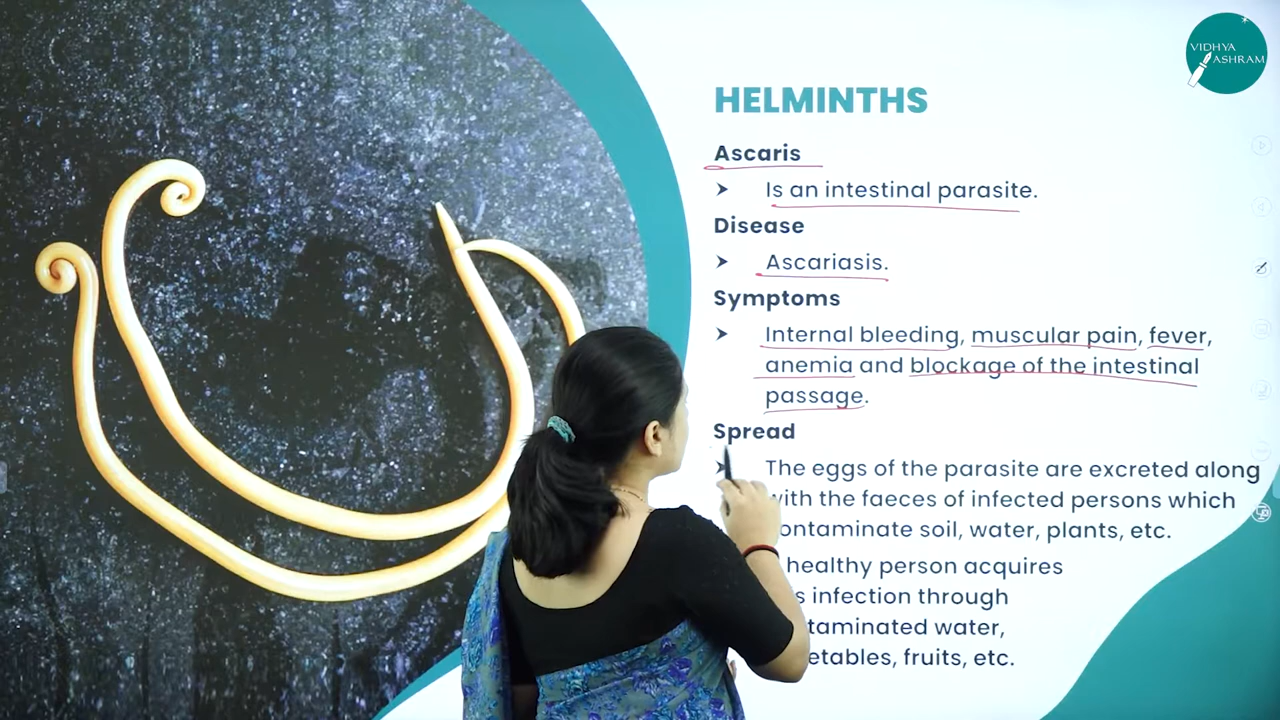 VIDHYA
ASHRAM
HELMINTHS
Ascaris
➤ Is an intestinal parasite.
Disease
➤ Ascariasis.
Symptoms
➤ Internal bleeding, muscular pain, fever,
anemia and blockage of the intestinal
passage.
Spread
➤ The eggs of the parasite are excreted along
with the faeces of infected persons which
contaminate soil, water, plants, etc.
healthy person acquires
infection through
water,
fruits, etc.